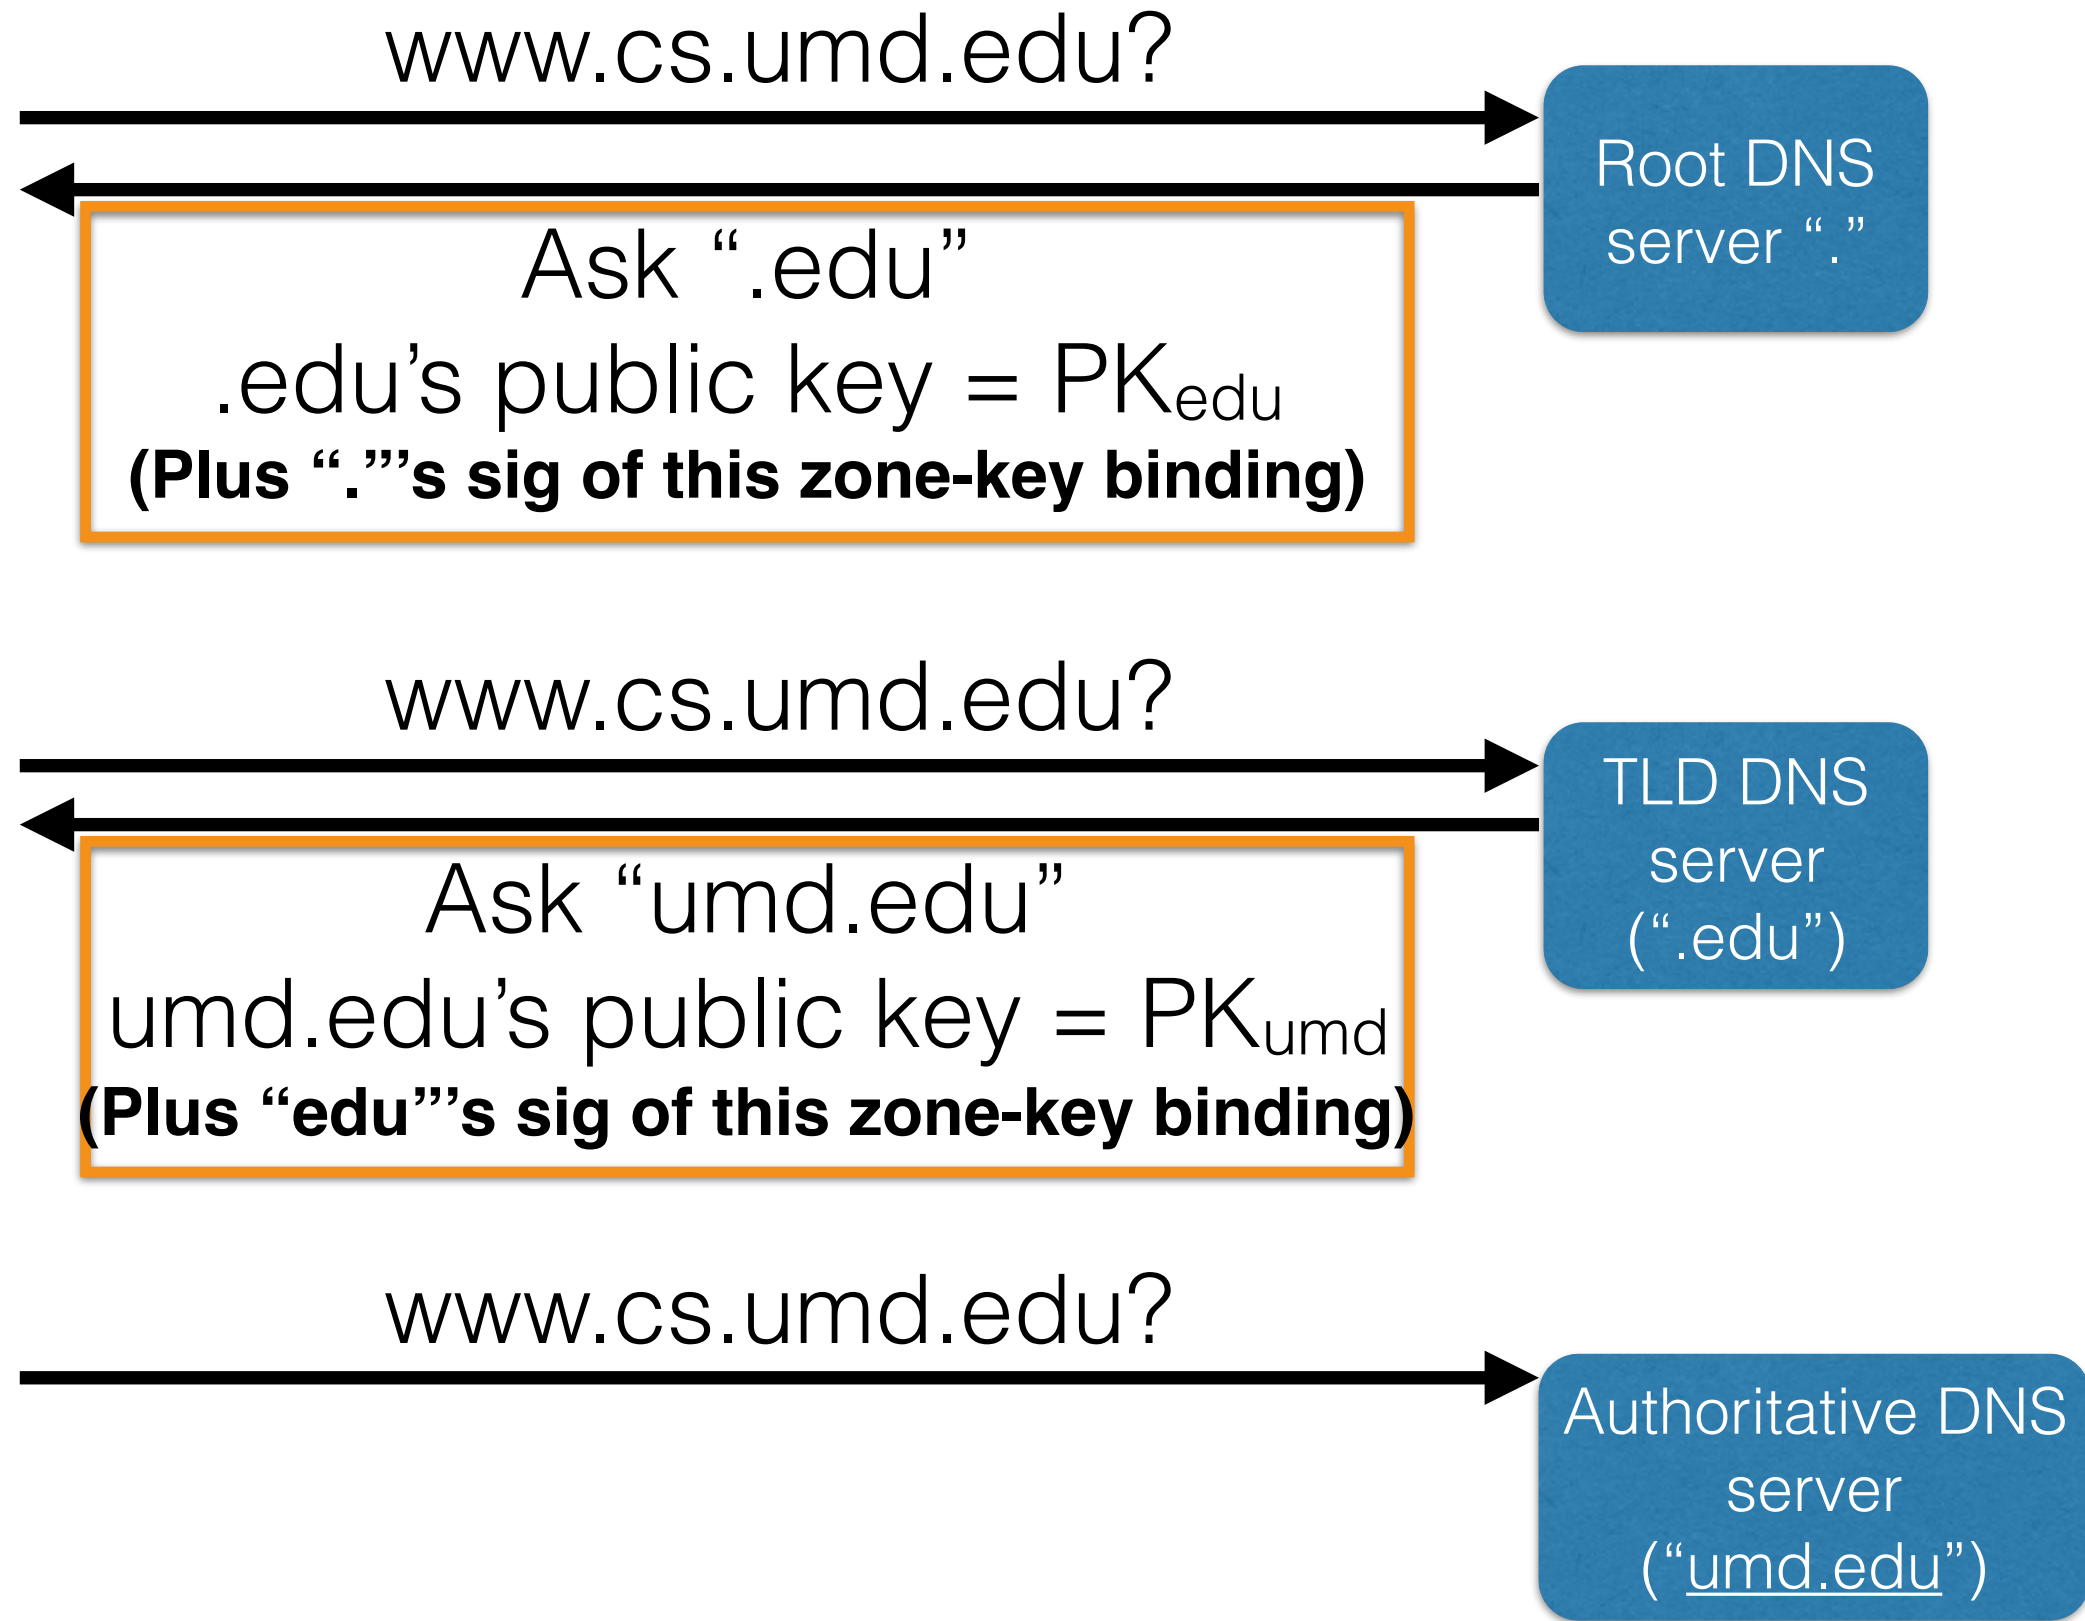 www.cs.umd.edu?
Root DNS
server “.”
Ask “.edu”
.edu’s public key = PKedu
(Plus “.”’s sig of this zone-key binding)
www.cs.umd.edu?
TLD DNS
server
(“.edu”)
Ask “umd.edu”
umd.edu’s public key = PKumd
(Plus “edu”’s sig of this zone-key binding)
www.cs.umd.edu?
Authoritative DNS
server
(“umd.edu”)